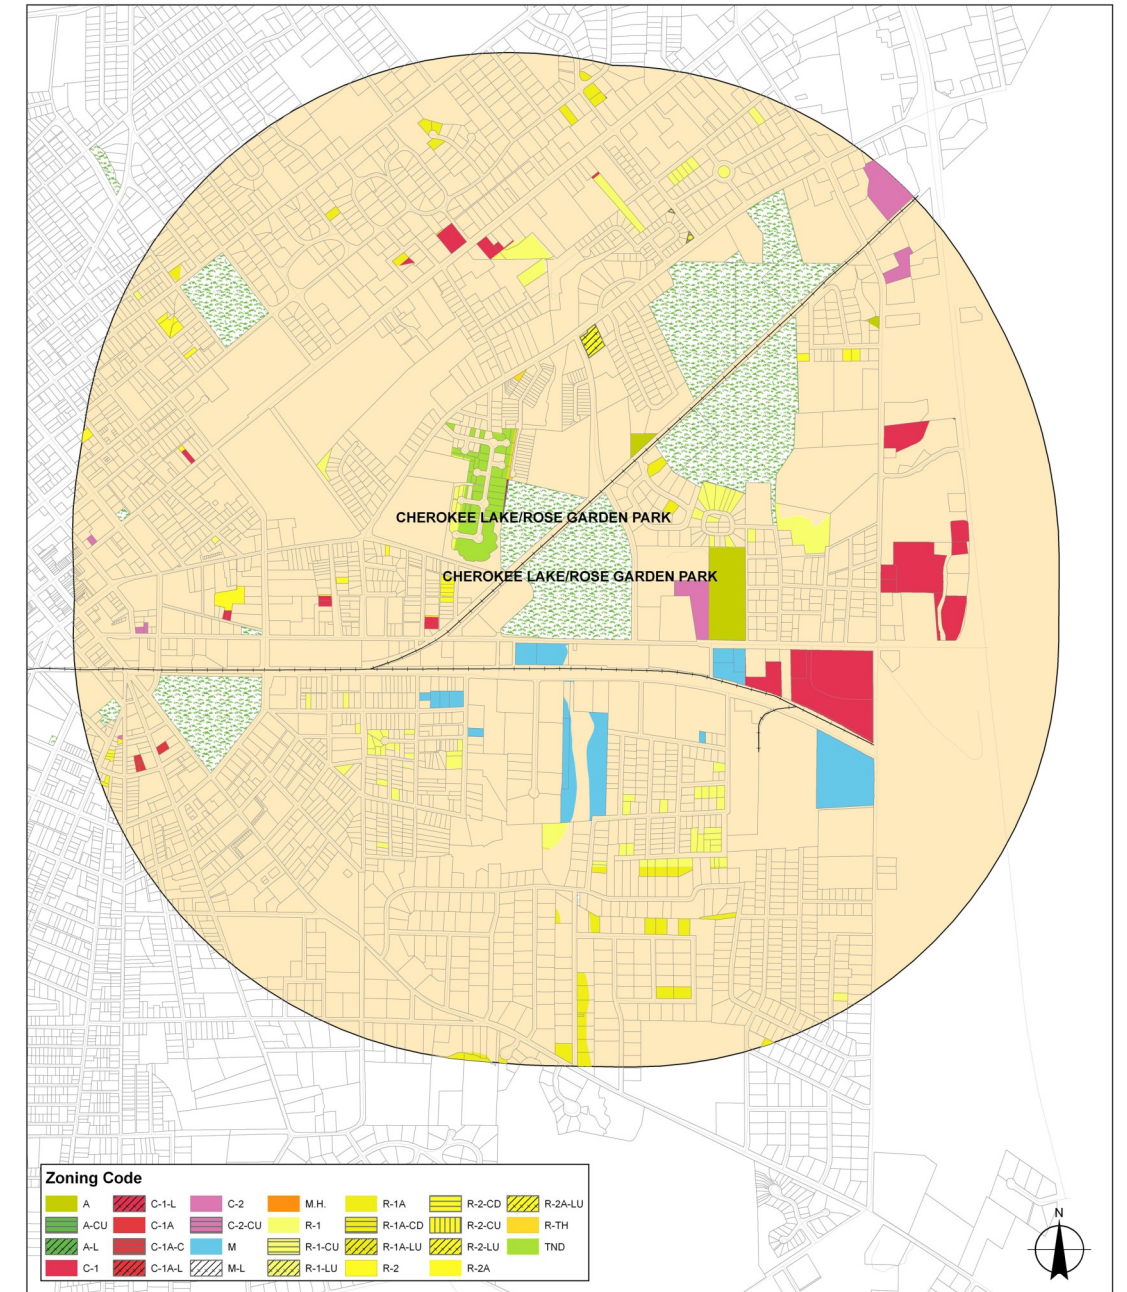 CHEROKEE LAKE/ROSE GARDEN PARK
CHEROKEE LAKE/ROSE GARDEN PARK
Zoning Code
A C-1-L C-2 M.H. R-1A R-2-CD R-2A-LU
A-CU C-1A C-2-CU R-1 R-1A-CD R-2-CU R-TH
A-L C-1A-C M R-1-CU R-1A-LU R-2-LU TND
C-1 C-1A-L M-L R-1-LU R-2 R-2A
N